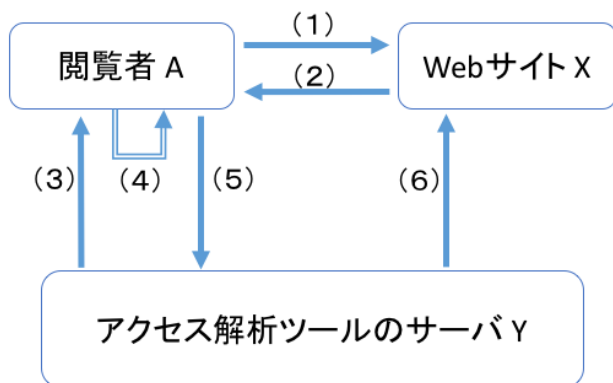 (1)
閲覧者 A
Webサイト X
(2)
(3)
(4)
(5)
(6)
アクセス解析ツールのサーバ Y